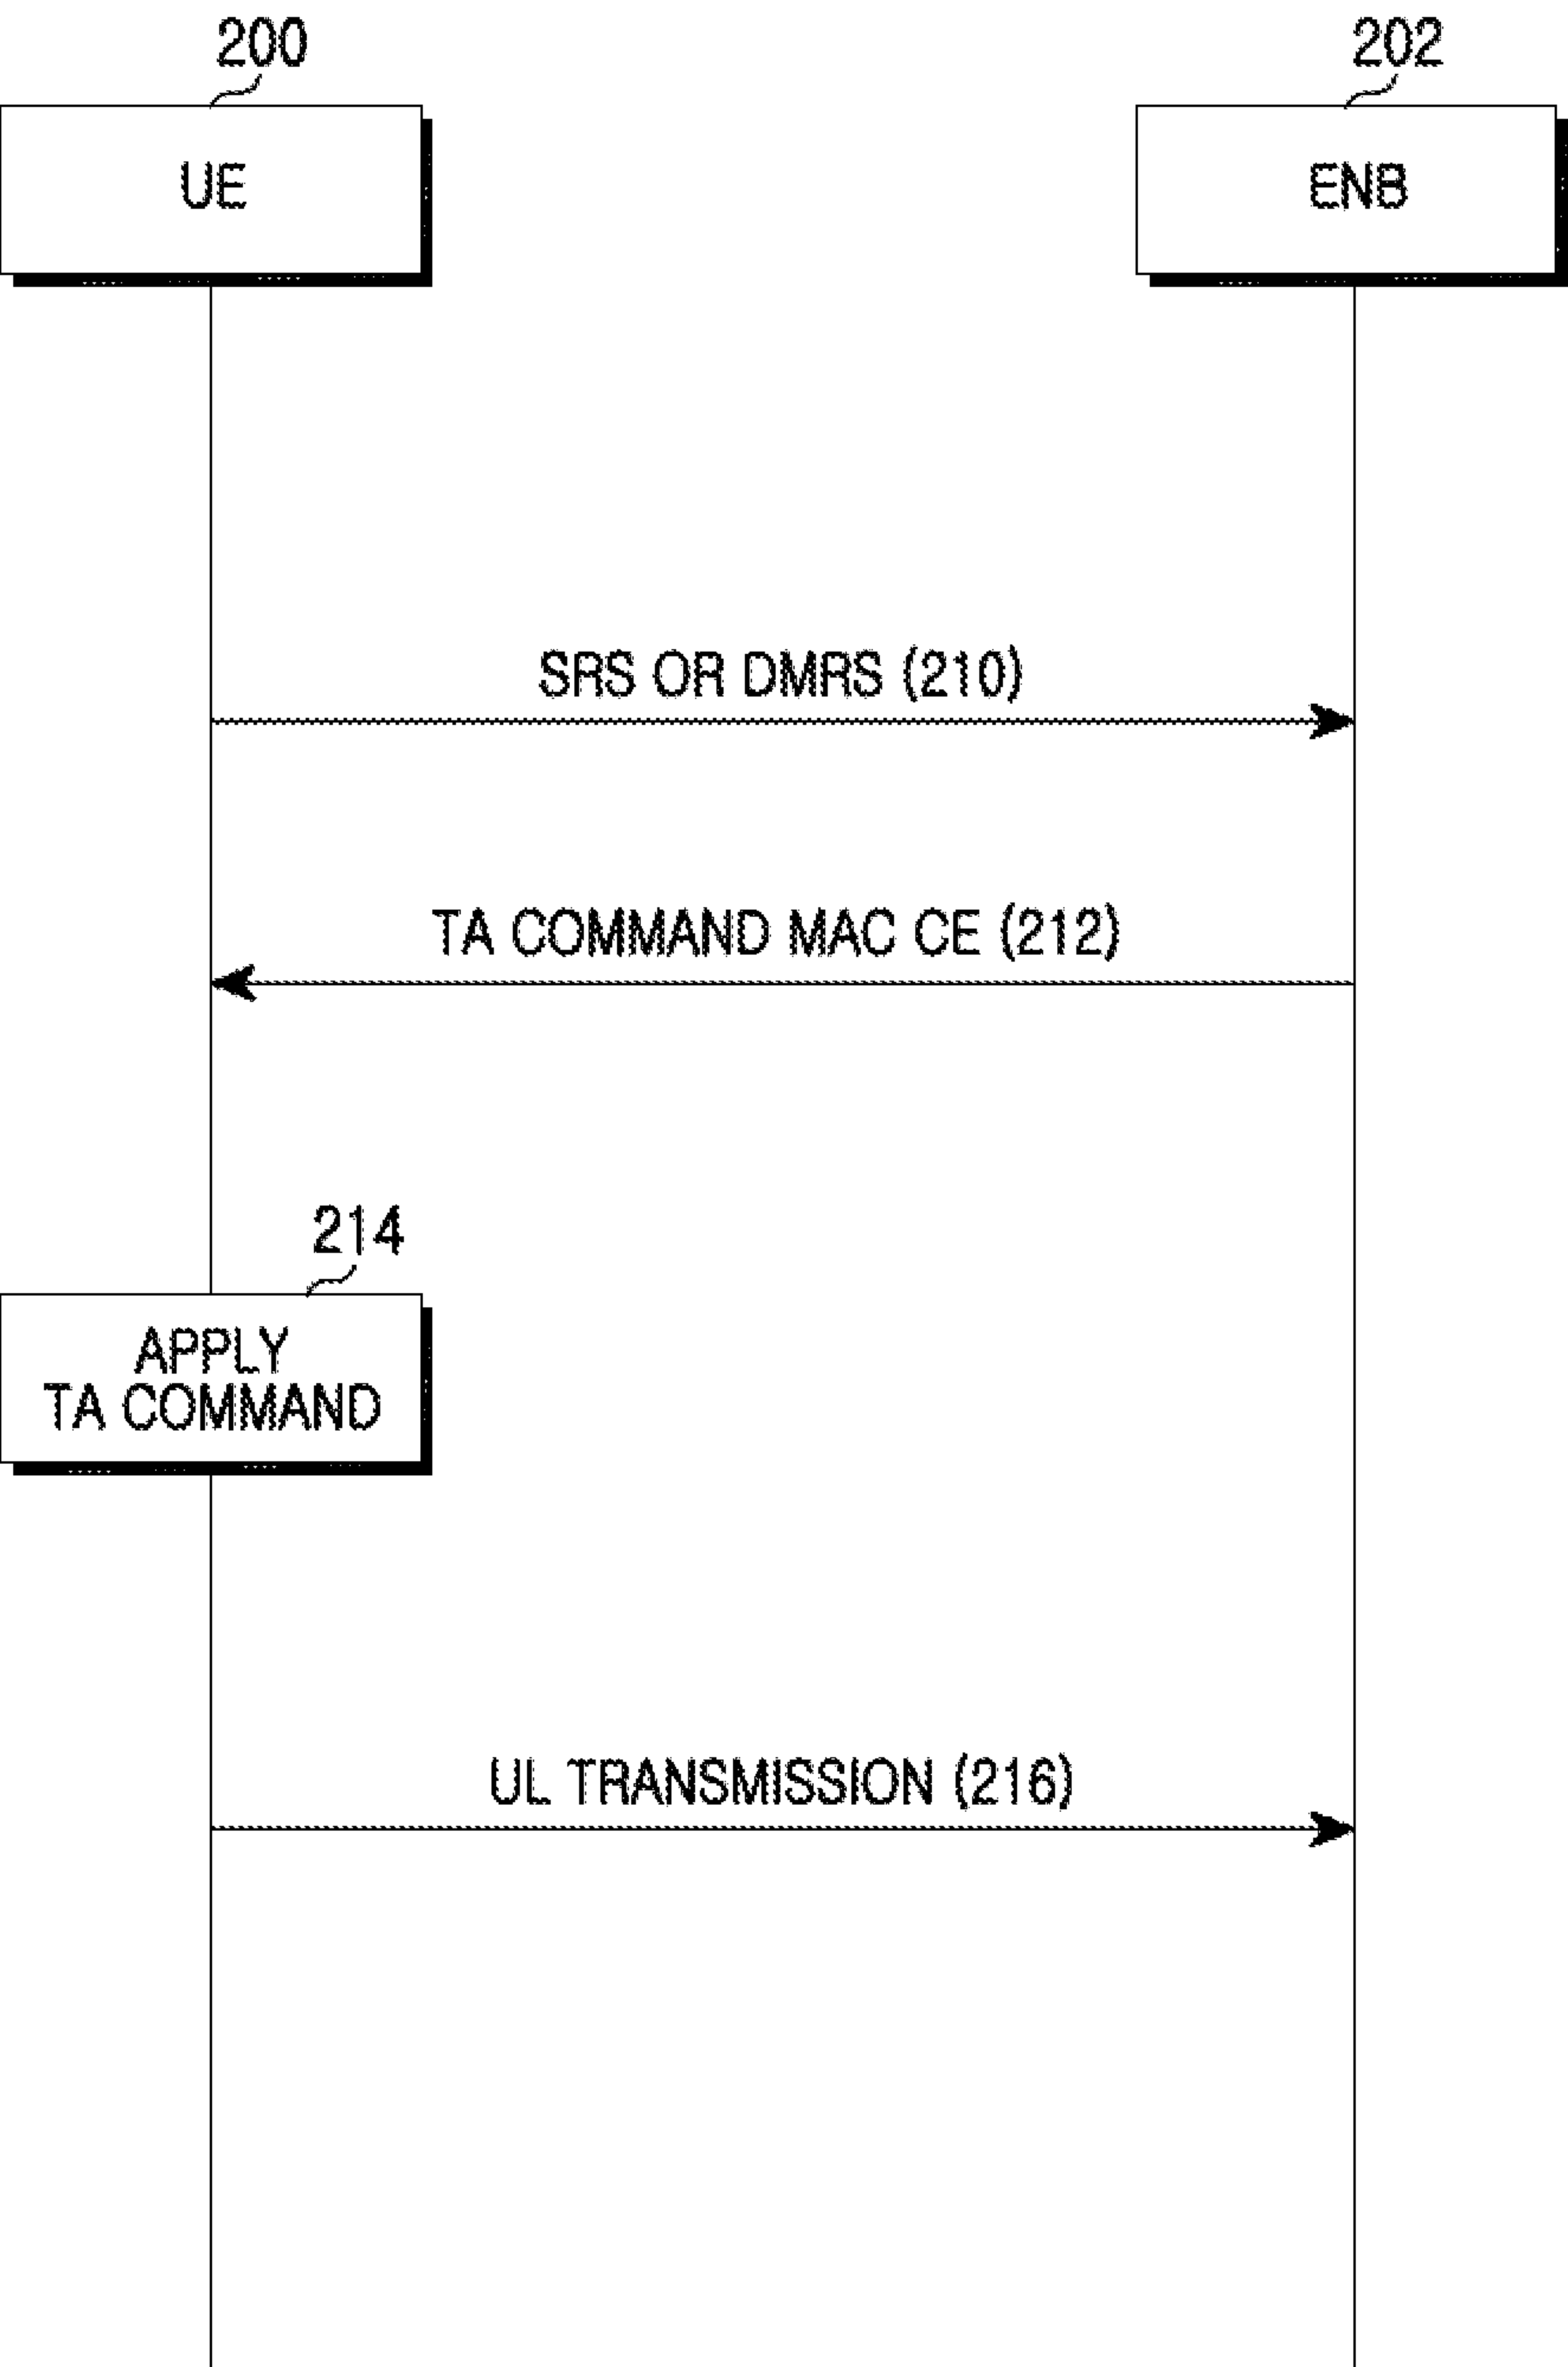 200
202
UE
ENB
SRS OR DMRS (210)
TA COMMAND MAC CE (212)
214
APPLY
TA COMMAND
UL TRANSMISSION (216)